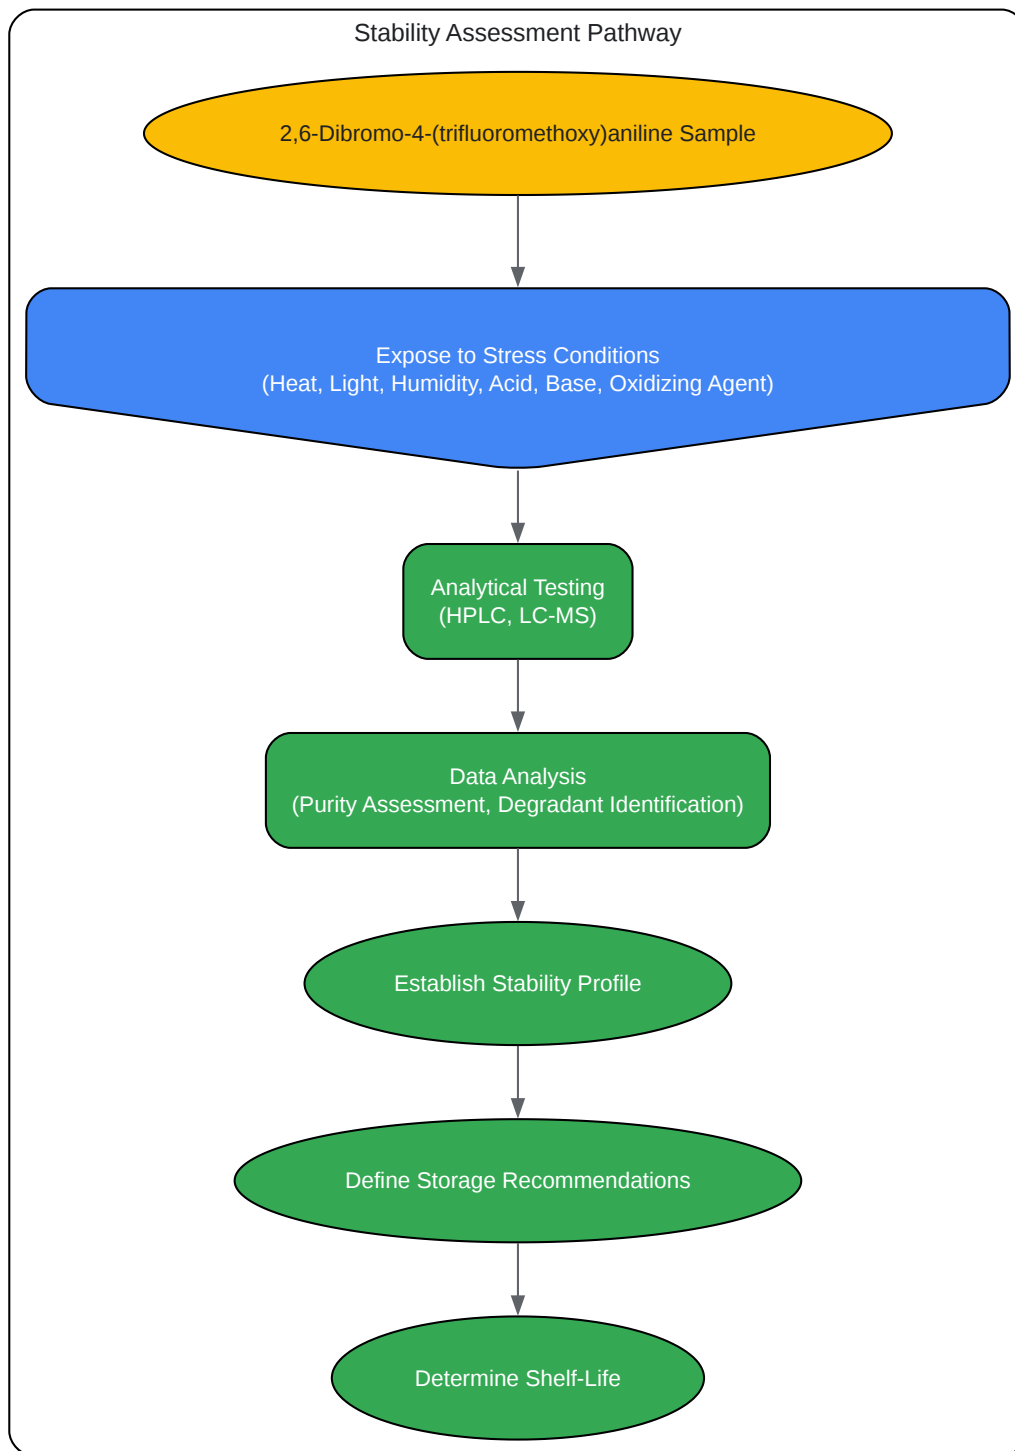 Stability Assessment Pathway
2,6-Dibromo-4-(trifluoromethoxy)aniline Sample
Expose to Stress Conditions
(Heat, Light, Humidity, Acid, Base, Oxidizing Agent)
Analytical Testing
(HPLC, LC-MS)
Data Analysis
(Purity Assessment, Degradant Identification)
Establish Stability Profile
Define Storage Recommendations
Determine Shelf-Life